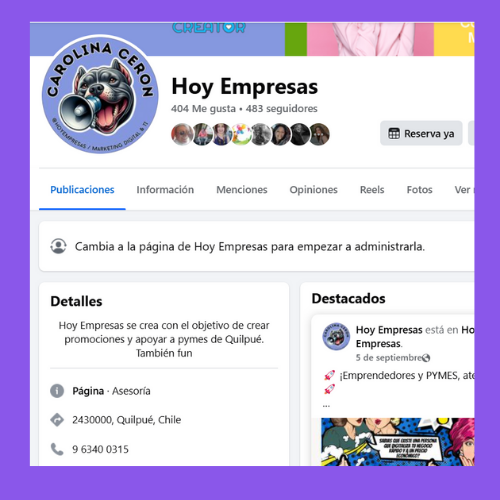 CREATOR
CAROLINA CERON
@HOYEMPRESAS / MARKETING DIGITAL & TI
Hoy Empresas
404 Me gusta • 483 seguidores
Reserva ya
Publicaciones
Información
Menciones
Opiniones
Reels
Fotos
Ver
Cambia a la página de Hoy Empresas para empezar a administrarla.
Detalles
Hoy Empresas se crea con el objetivo de crear
promociones y apoyar a pymes de Quilpué.
También fun
Página · Asesoría
2430000, Quilpué, Chile
9 6340 0315
Destacados
Hoy Empresas está en Ho
Empresas.
5 de septiembre
🚀 ¡Emprendedores y PYMES, ate
🚀
...
SABIAS QUE EXISTE UNA PERSONA
QUE DIGITALIZA TU NEGOCIO
RÁPIDO Y A UN PRECIO
ECONÓMICO?